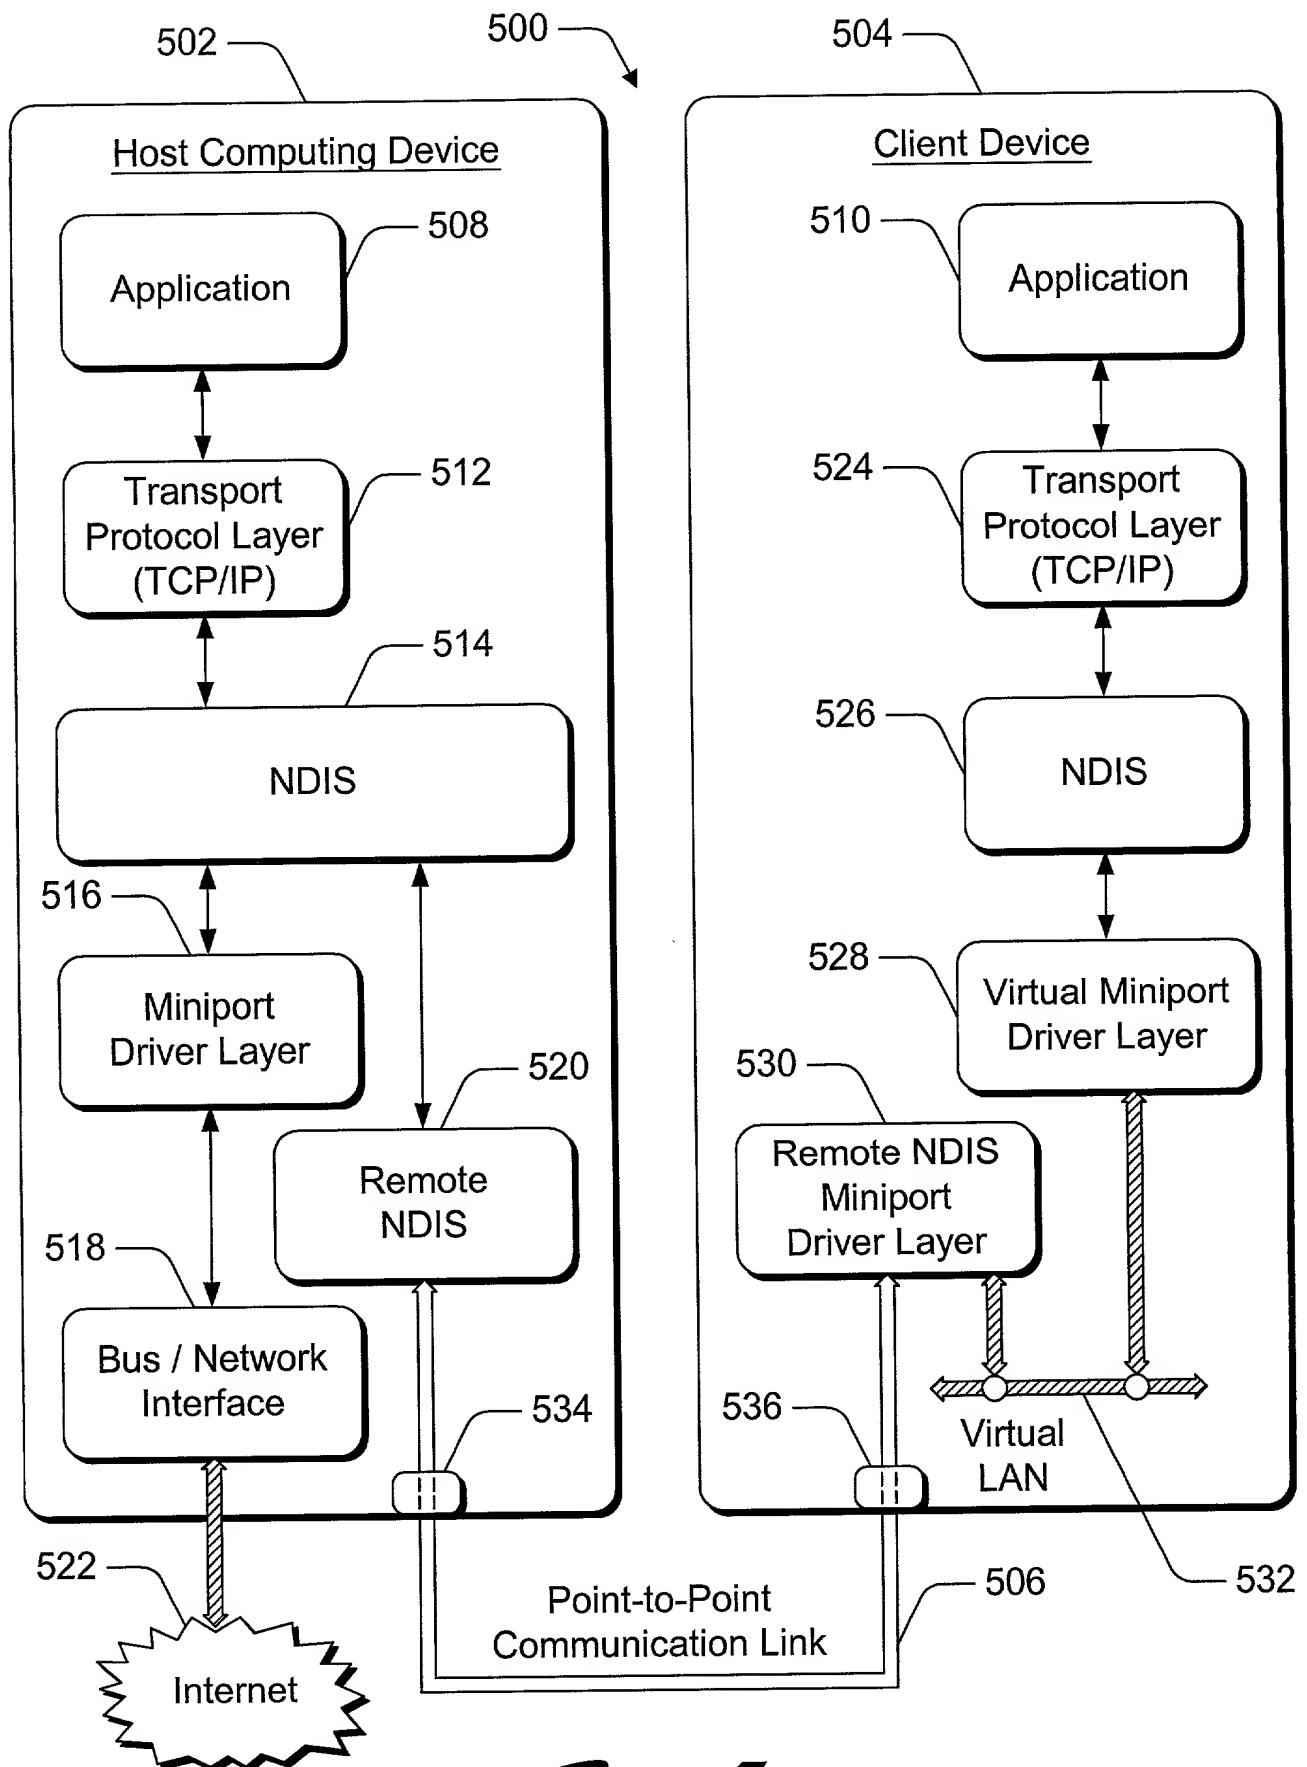 502
500
504
Host Computing Device
Client Device
508
510
Application
Application
512
524
Transport
Protocol Layer
(TCP/IP)
Transport
Protocol Layer
(TCP/IP)
514
526
NDIS
NDIS
516
528
Miniport
Driver Layer
Virtual Miniport
Driver Layer
520
530
Remote
NDIS
Remote NDIS
Miniport
Driver Layer
518
Bus / Network
Interface
534
536
Virtual
LAN
522
506
532
Point-to-Point
Communication Link
Internet